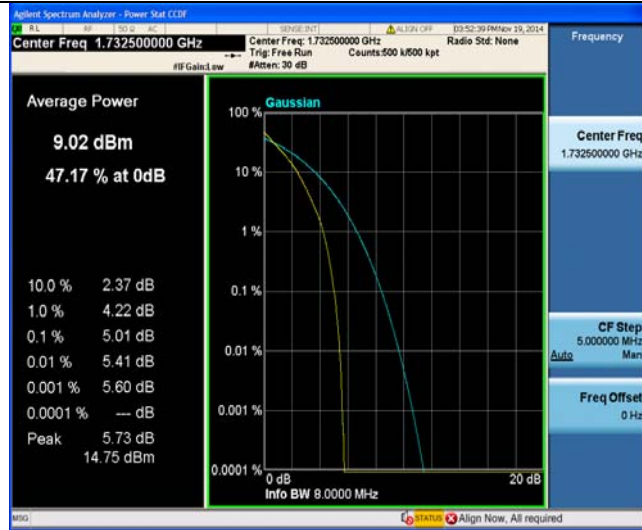 Agilent Spectrum Analyzer - Power Stat CCDF
RL RF 50 Ω AC SENSE:INT ALIGN OFF 03:52:39 PM Nov 19, 2014
Center Freq 1.732500000 GHz
Center Freq: 1.732500000 GHz Radio Std: None
Trig: Free Run Counts:500 k/500 kpt
#IFGain:Low #Atten: 30 dB
Frequency
Average Power
9.02 dBm
47.17 % at 0dB
10.0 % 2.37 dB
1.0 % 4.22 dB
0.1 % 5.01 dB
0.01 % 5.41 dB
0.001 % 5.60 dB
0.0001 % --- dB
Peak 5.73 dB
14.75 dBm
100 % Gaussian
10 %
1 %
0.1 %
0.01 %
0.001 %
0.0001 %
0 dB 20 dB
Info BW 8.0000 MHz
Center Freq
1.732500000 GHz
CF Step
5.000000 MHz
Auto Man
Freq Offset
0 Hz
MSG STATUS Align Now, All required